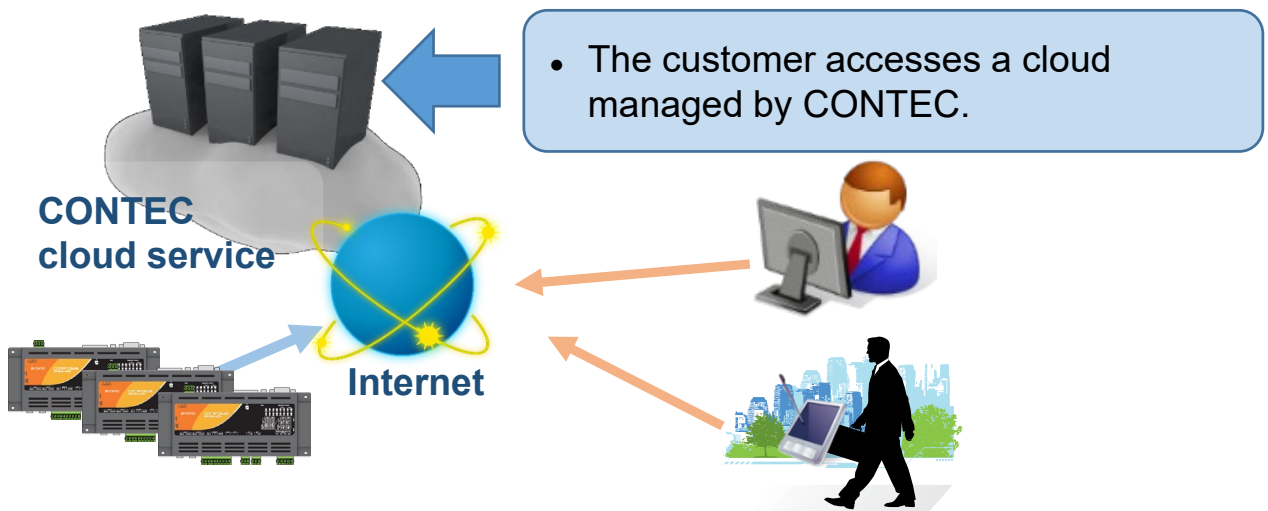 • The customer accesses a cloud
managed by CONTEC.
CONTEC
cloud service
Internet